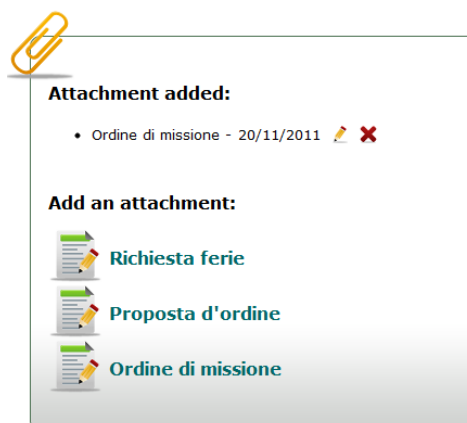 Attachment added:
Ordine di missione - 20/11/2011
Add an attachment:
Richiesta ferie
Proposta d'ordine
Ordine di missione